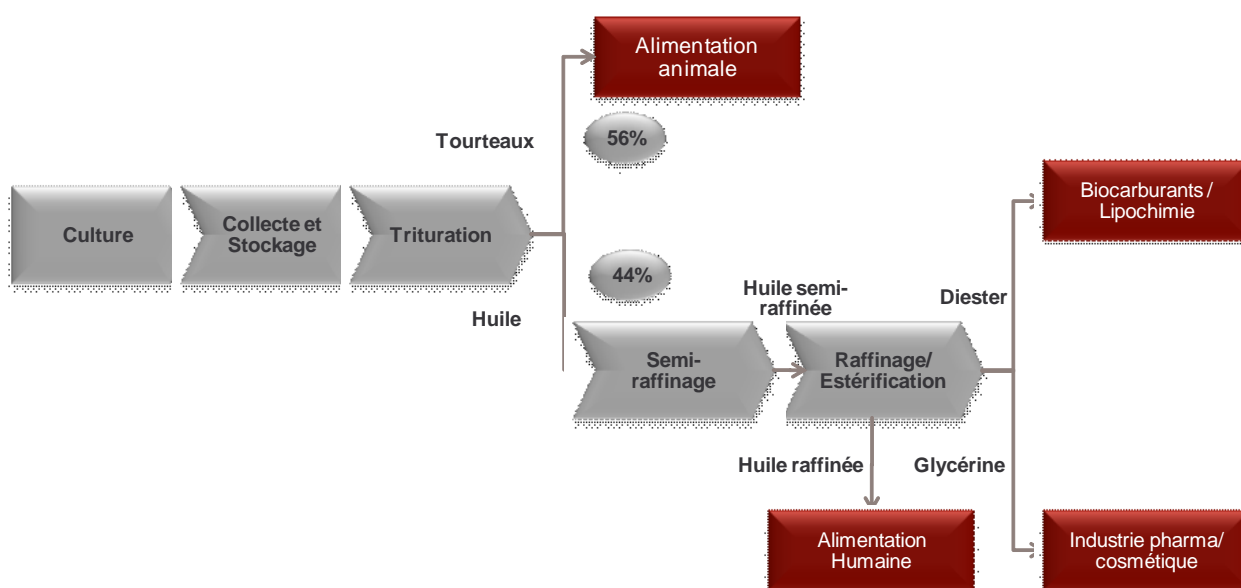 Alimentation
animale
Tourteaux
56%
Culture
Collecte et
Stockage
Trituration
Biocarburants /
Lipochimie
44%
Huile
Huile semi-
raffinée
Diester
Semi-
raffinage
Raffinage/
Estérification
Huile raffinée
Glycérine
Alimentation
Humaine
Industrie pharma/
cosmétique